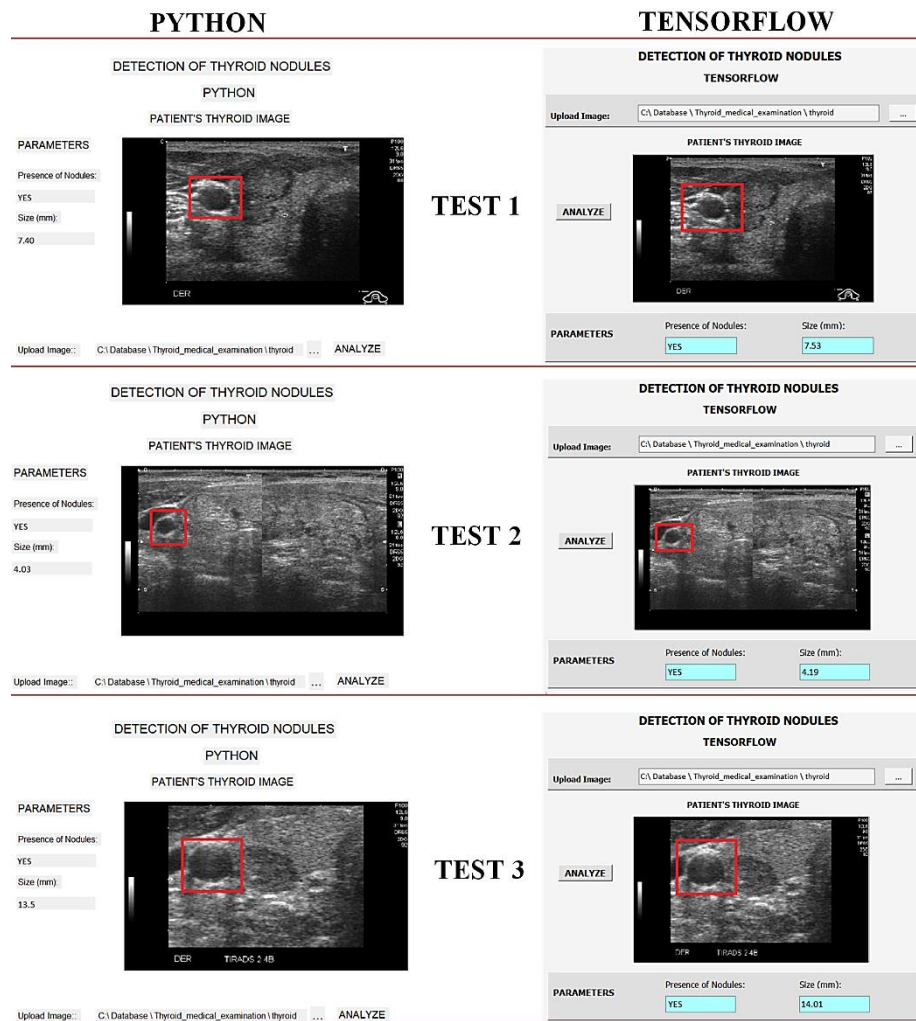 PYTHON
TENSORFLOW
DETECTION OF THYROID NODULES
PYTHON
PATIENT'S THYROID IMAGE
PARAMETERS
Presence of Nodules:
YES
Size (mm):
7.40
DER
Upload Image:: C:\ Database \ Thyroid_medical_examination \ thyroid ... ANALYZE
TEST 1
DETECTION OF THYROID NODULES
TENSORFLOW
Upload Image: C:\ Database \ Thyroid_medical_examination \ thyroid ...
PATIENT'S THYROID IMAGE
ANALYZE
DER
PARAMETERS
Presence of Nodules: Size (mm):
YES 7.53
DETECTION OF THYROID NODULES
PYTHON
PATIENT'S THYROID IMAGE
PARAMETERS
Presence of Nodules:
YES
Size (mm):
4.03
Upload Image:: C:\ Database \ Thyroid_medical_examination \ thyroid ... ANALYZE
TEST 2
DETECTION OF THYROID NODULES
TENSORFLOW
Upload Image: C:\ Database \ Thyroid_medical_examination \ thyroid ...
PATIENT'S THYROID IMAGE
ANALYZE
PARAMETERS
Presence of Nodules: Size (mm):
YES 4.19
DETECTION OF THYROID NODULES
PYTHON
PATIENT'S THYROID IMAGE
PARAMETERS
Presence of Nodules:
YES
Size (mm):
13.5
DER TIRADS 2 4B
Upload Image:: C:\ Database \ Thyroid_medical_examination \ thyroid ... ANALYZE
TEST 3
DETECTION OF THYROID NODULES
TENSORFLOW
Upload Image: C:\ Database \ Thyroid_medical_examination \ thyroid ...
PATIENT'S THYROID IMAGE
ANALYZE
DER TIRADS 2 4B
PARAMETERS
Presence of Nodules: Size (mm):
YES 14.01